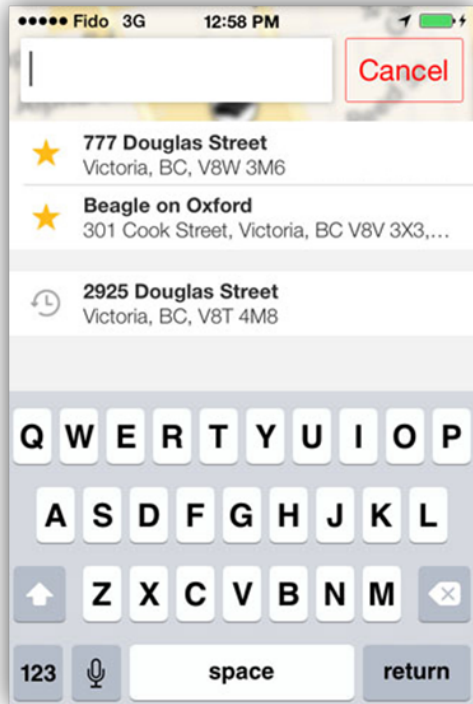 Fido 3G 12:58 PM
Cancel
777 Douglas Street
Victoria, BC, V8W 3M6
Beagle on Oxford
301 Cook Street, Victoria, BC V8V 3X3,...
2925 Douglas Street
Victoria, BC, V8T 4M8
Q W E R T Y U I O P
A S D F G H J K L
Z X C V B N M
123 space return